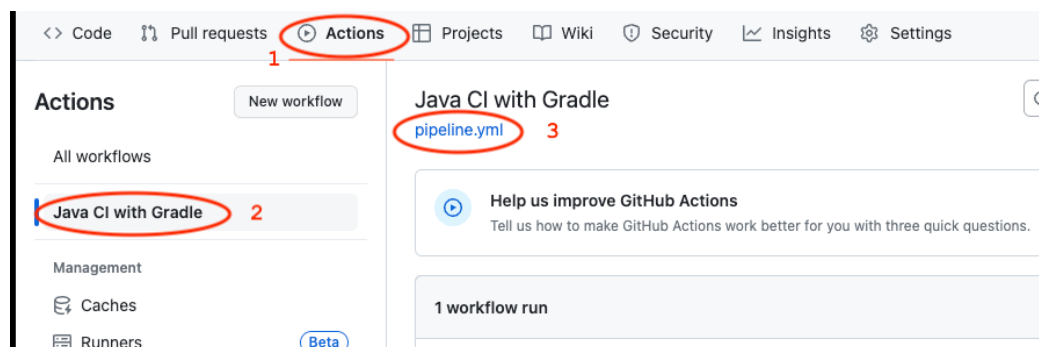 Code Pull requests Actions Projects Wiki Security Insights Settings
1
Actions New workflow
All workflows
Java CI with Gradle 2
Management
Caches
Runners Beta
Java CI with Gradle
pipeline.yml 3
Help us improve GitHub Actions
Tell us how to make GitHub Actions work better for you with three quick questions.
1 workflow run